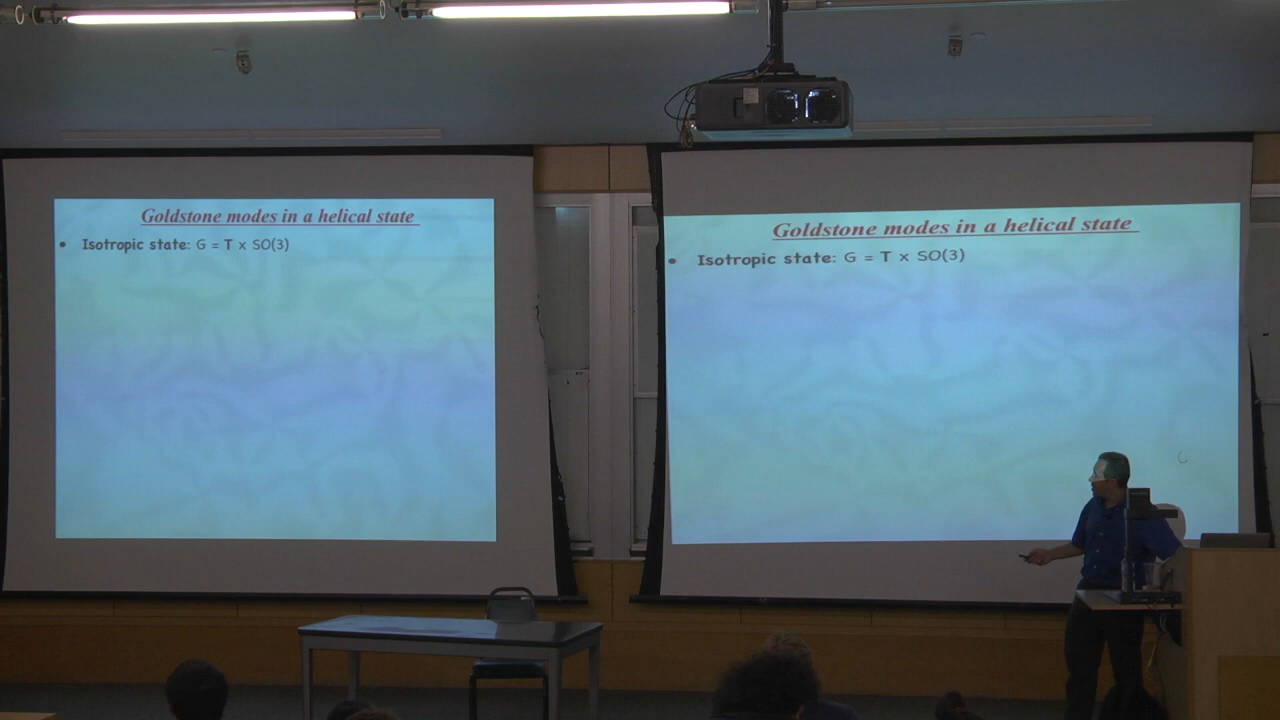 Goldstone modes in a helical state
• Isotropic state: G = T x SO(3)
Goldstone modes in a helical state
• Isotropic state: G = T x SO(3)